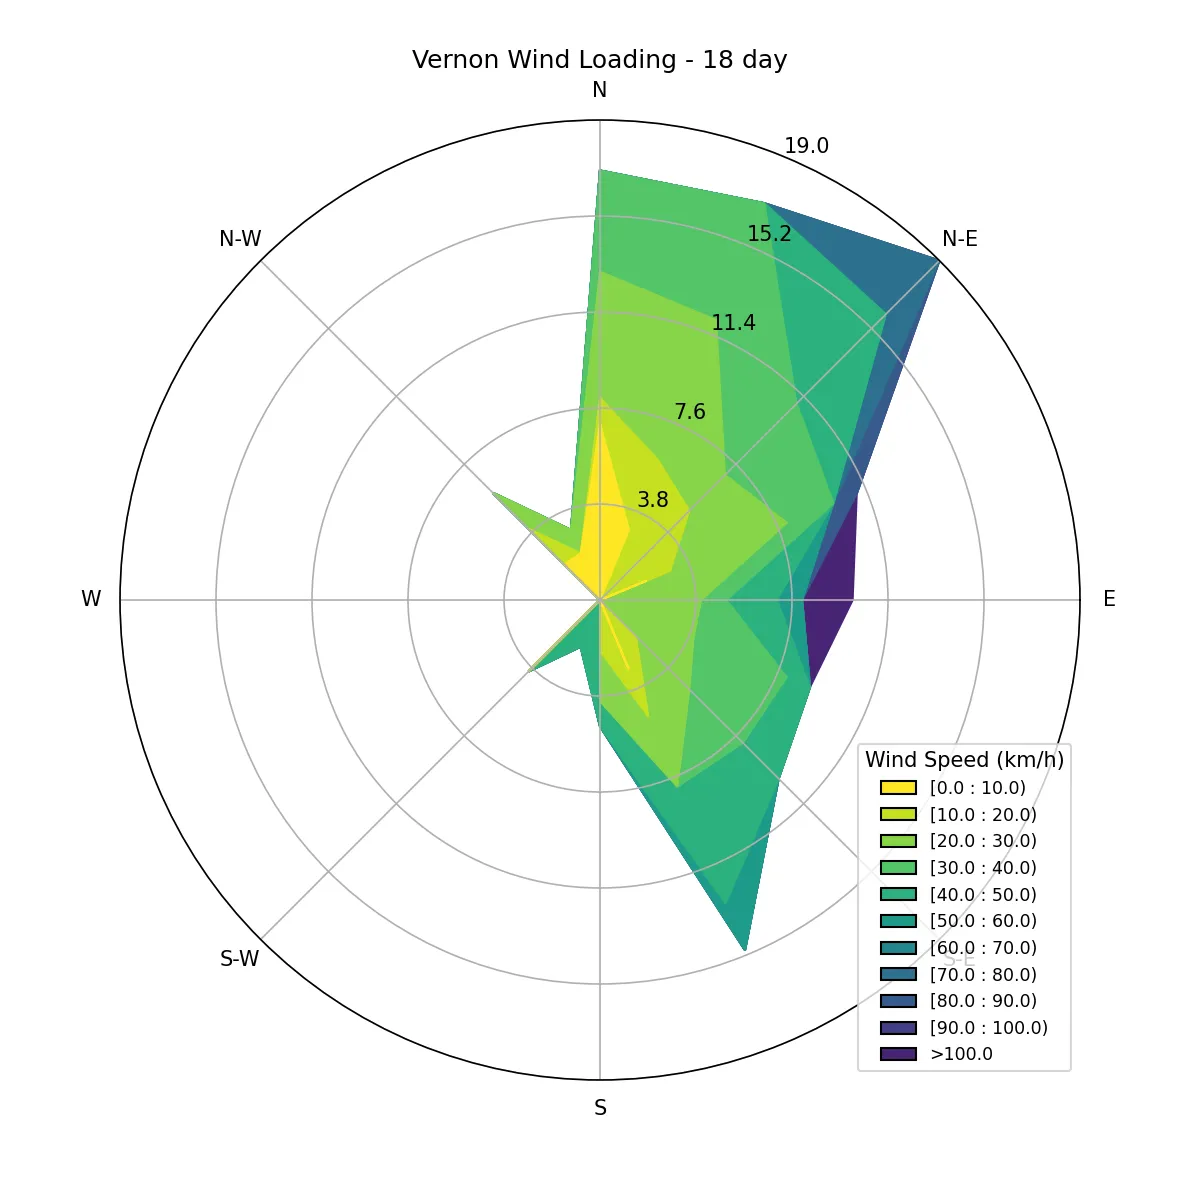 Vernon Wind Loading - 18 day
N
19.0
15.2
N-W
N-E
11.4
7.6
3.8
W
E
Wind Speed (km/h)
[0.0 : 10.0)
[10.0 : 20.0)
[20.0 : 30.0)
[30.0 : 40.0)
[40.0 : 50.0)
[50.0 : 60.0)
[60.0 : 70.0)
[70.0 : 80.0)
[80.0 : 90.0)
[90.0 : 100.0)
>100.0
S-W
S-E
S